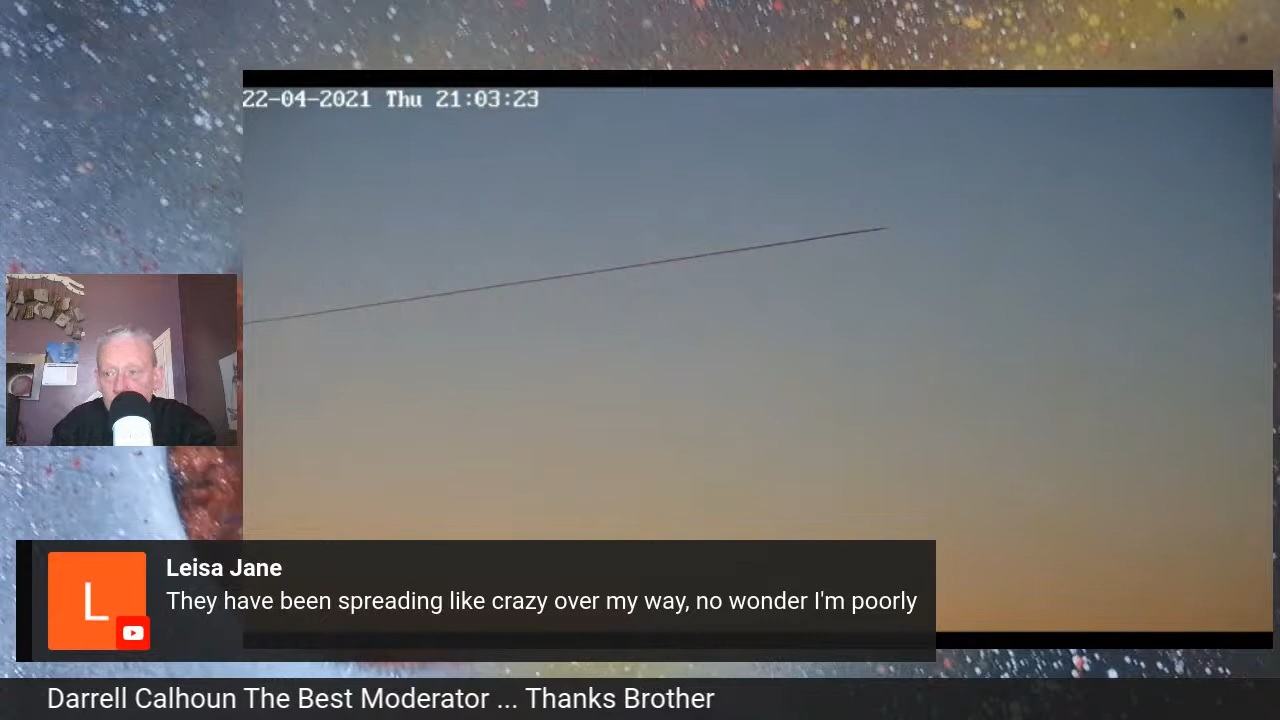 22-04-2021 Thu 21:03:23
L
Leisa Jane
They have been spreading like crazy over my way, no wonder I'm poorly
Darrell Calhoun The Best Moderator ... Thanks Brother